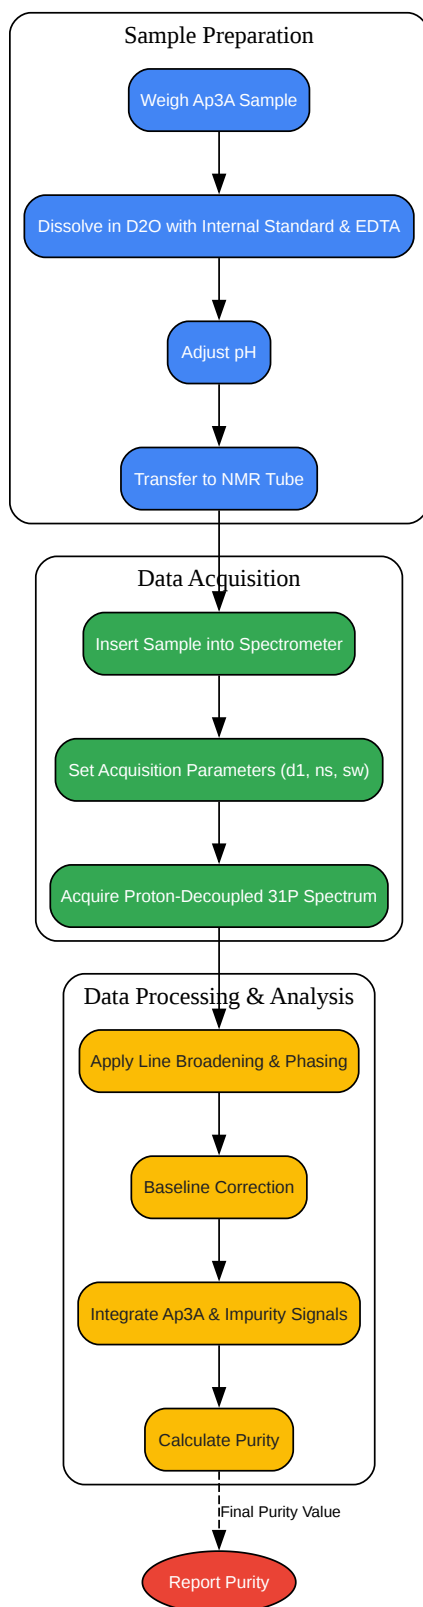 Sample Preparation
Weigh Ap3A Sample
Dissolve in D2O with Internal Standard & EDTA
Adjust pH
Transfer to NMR Tube
Data Acquisition
Insert Sample into Spectrometer
Set Acquisition Parameters (d1, ns, sw)
Acquire Proton-Decoupled 31P Spectrum
Data Processing & Analysis
Apply Line Broadening & Phasing
Baseline Correction
Integrate Ap3A & Impurity Signals
Calculate Purity
Final Purity Value
Report Purity